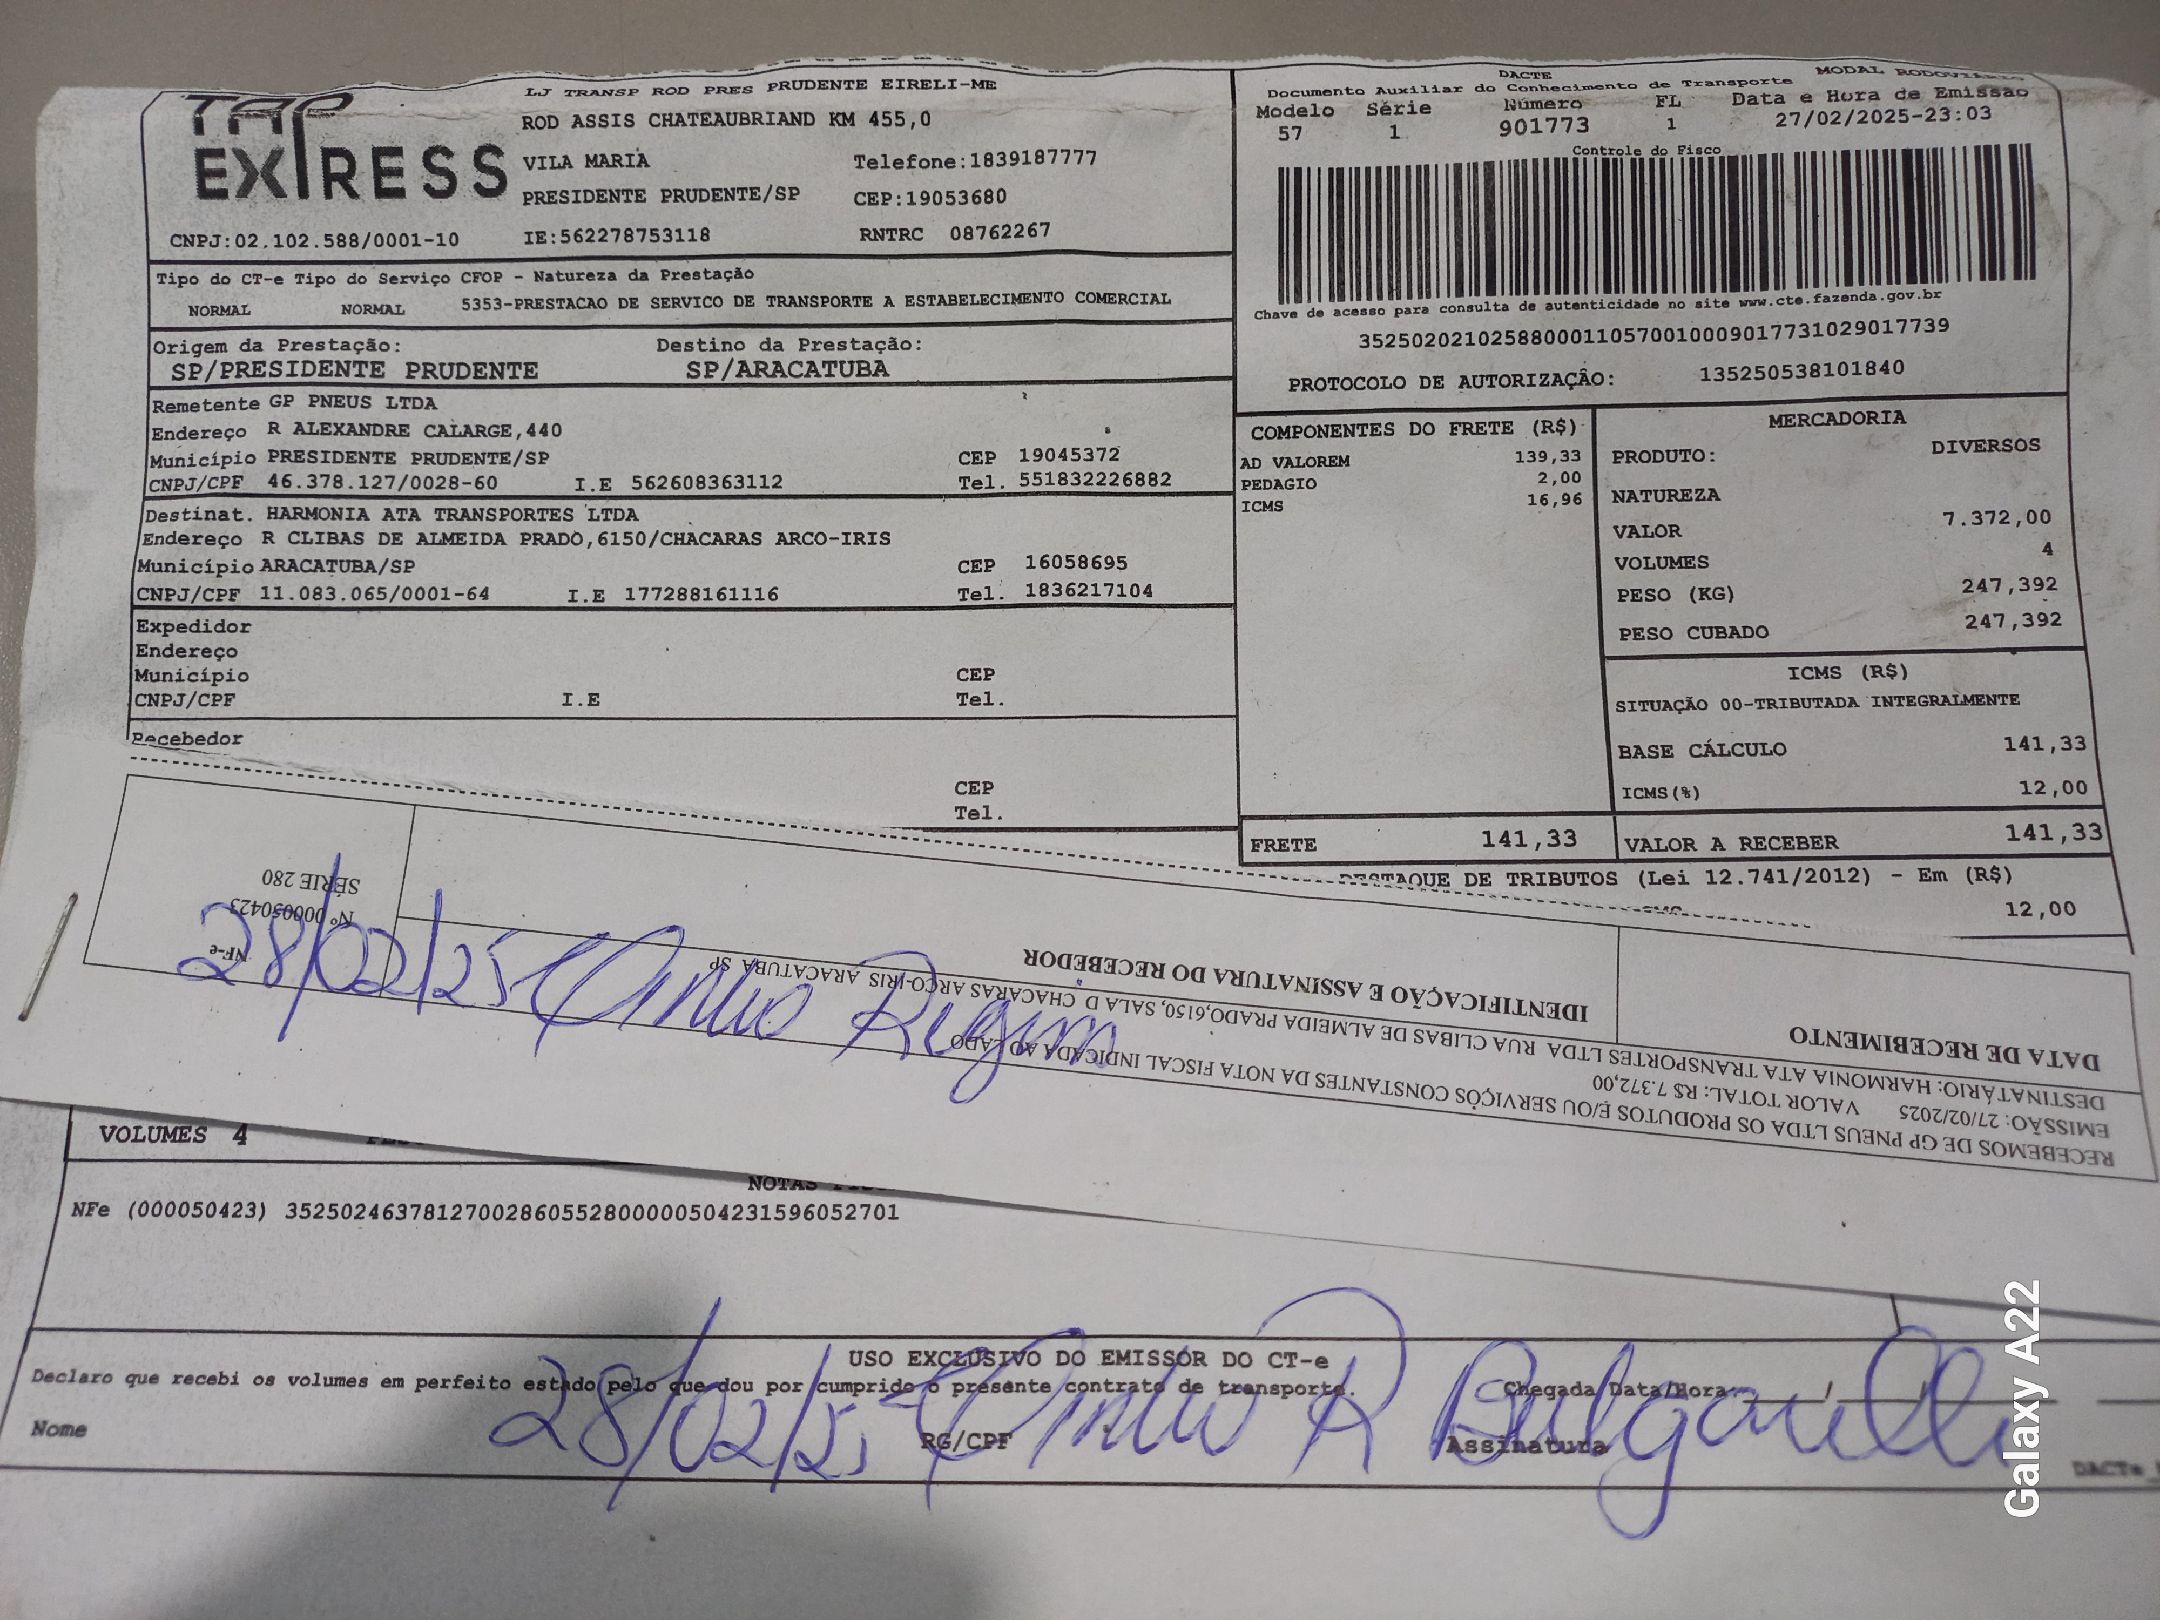 TAP EXPRESS
LJ TRANSP ROD PRES PRUDENTE EIRELI-ME
ROD ASSIS CHATEAUBRIAND KM 455,0
VILA MARIA Telefone:1839187777
PRESIDENTE PRUDENTE/SP CEP:19053680
CNPJ:02.102.588/0001-10 IE:562278753118 RNTRC 08762267
DACTE MODAL RODOVIÁRIO
Documento Auxiliar do Conhecimento de Transporte
Modelo Série Número FL Data e Hora de Emissão
57 1 901773 1 27/02/2025-23:03
Controle do Fisco
Chave de acesso para consulta de autenticidade no site www.cte.fazenda.gov.br
35250202102588000110570010009017731029017739
PROTOCOLO DE AUTORIZAÇÃO: 135250538101840
Tipo do CT-e Tipo do Serviço CFOP - Natureza da Prestação
NORMAL NORMAL 5353-PRESTACAO DE SERVICO DE TRANSPORTE A ESTABELECIMENTO COMERCIAL
Origem da Prestação: Destino da Prestação:
SP/PRESIDENTE PRUDENTE SP/ARACATUBA
Remetente GP PNEUS LTDA
Endereço R ALEXANDRE CALARGE,440
Município PRESIDENTE PRUDENTE/SP CEP 19045372
CNPJ/CPF 46.378.127/0028-60 I.E 562608363112 Tel. 551832226882
Destinat. HARMONIA ATA TRANSPORTES LTDA
Endereço R CLIBAS DE ALMEIDA PRADO,6150/CHACARAS ARCO-IRIS
Município ARACATUBA/SP CEP 16058695
CNPJ/CPF 11.083.065/0001-64 I.E 177288161116 Tel. 1836217104
Expedidor
Endereço
Município CEP
CNPJ/CPF I.E Tel.
Recebedor
CEP
Tel.
COMPONENTES DO FRETE (R$)
AD VALOREM 139,33
PEDAGIO 2,00
ICMS 16,96
MERCADORIA
PRODUTO: DIVERSOS
NATUREZA
VALOR 7.372,00
VOLUMES 4
PESO (KG) 247,392
PESO CUBADO 247,392
ICMS (R$)
SITUAÇÃO 00-TRIBUTADA INTEGRALMENTE
BASE CÁLCULO 141,33
ICMS(%) 12,00
FRETE 141,33 VALOR A RECEBER 141,33
DESTAQUE DE TRIBUTOS (Lei 12.741/2012) - Em (R$)
12,00
RECEBEMOS DE GP PNEUS LTDA OS PRODUTOS E/OU SERVIÇOS CONSTANTES DA NOTA FISCAL INDICADA AO LADO
EMISSÃO: 27/02/2025 VALOR TOTAL: R$ 7.372,00
DESTINATÁRIO: HARMONIA ATA TRANSPORTES LTDA RUA CLIBAS DE ALMEIDA PRADO,6150, SALA D CHACARAS ARCO-IRIS ARACATUBA SP
DATA DE RECEBIMENTO IDENTIFICAÇÃO E ASSINATURA DO RECEBEDOR
NF-e
Nº 000050423
SÉRIE 280
28/02/25
VOLUMES 4
NFe (000050423) 35250246378127002860552800000504231596052701
USO EXCLUSIVO DO EMISSOR DO CT-e
Declaro que recebi os volumes em perfeito estado pelo que dou por cumprido o presente contrato de transporte. Chegada Data/Hora
Nome RG/CPF Assinatura
28/02/25
Galaxy A22